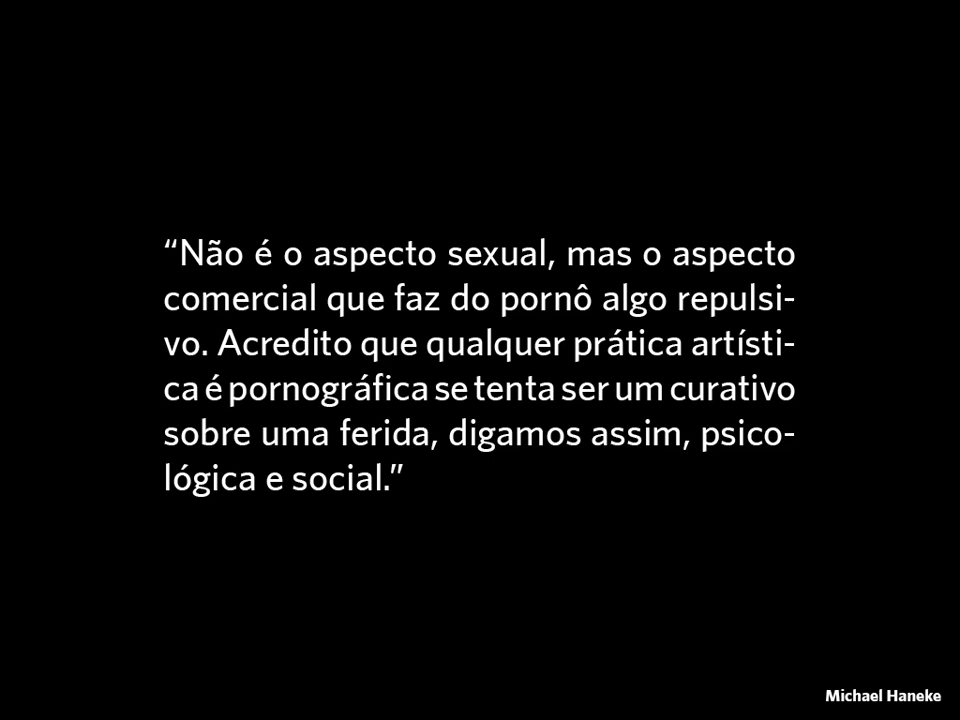 “Não é o aspecto sexual, mas o aspecto
comercial que faz do pornô algo repulsi-
vo. Acredito que qualquer prática artísti-
ca é pornográfica se tenta ser um curativo
sobre uma ferida, digamos assim, psico-
lógica e social.”
Michael Haneke